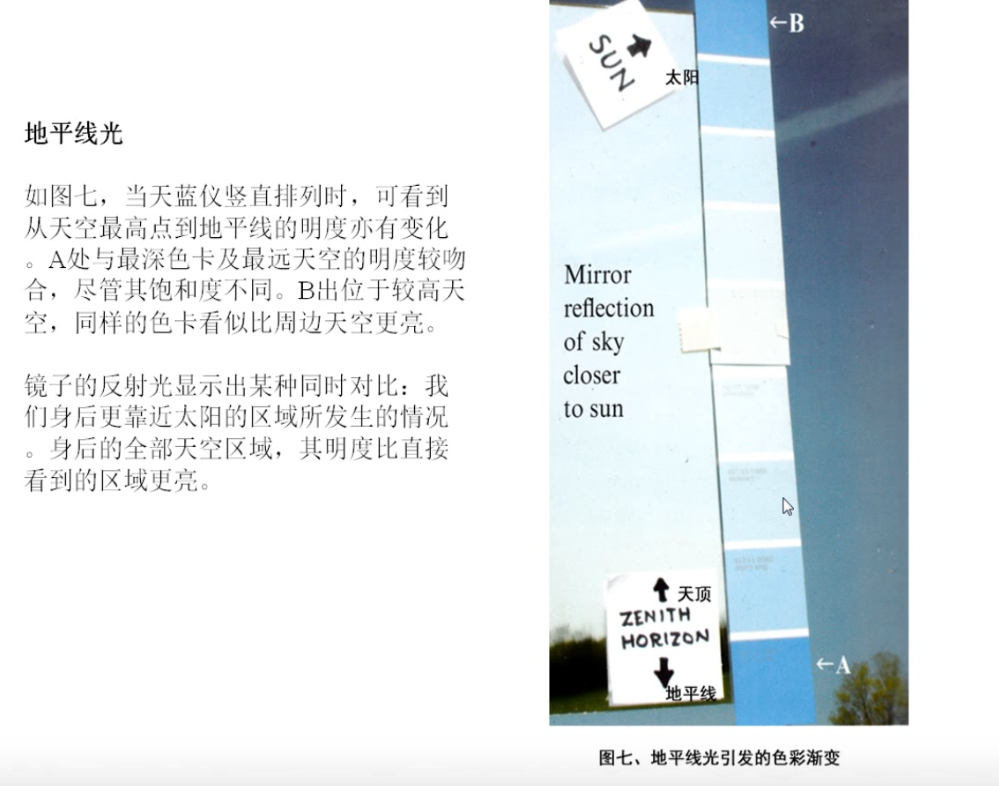 地平线光
如图七，当天蓝仪竖直排列时，可看到
从天空最高点到地平线的明度亦有变化
。A处与最深色卡及最远天空的明度较吻
合，尽管其饱和度不同。B出位于较高天
空，同样的色卡看似比周边天空更亮。
镜子的反射光显示出某种同时对比：我
们身后更靠近太阳的区域所发生的情况
。身后的全部天空区域，其明度比直接
看到的区域更亮。
←B
SUN
太阳
Mirror
reflection
of sky
closer
to sun
天顶
ZENITH
HORIZON
地平线
←A
图七、地平线光引发的色彩渐变